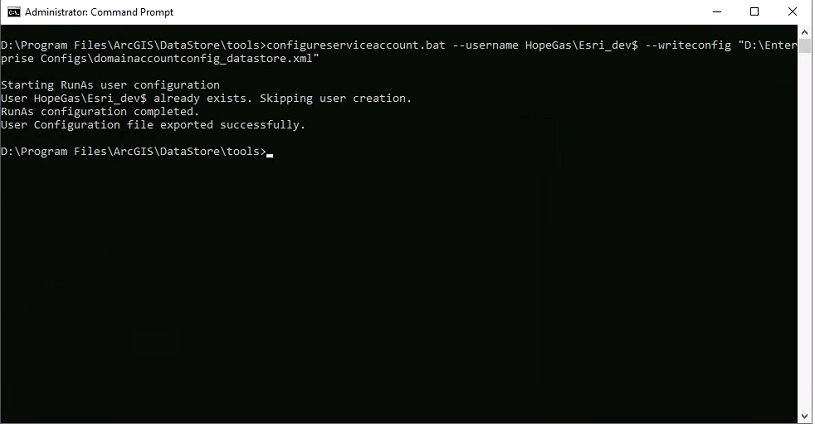 Administrator: Command Prompt
D:\Program Files\ArcGIS\DataStore\tools>configureserviceaccount.bat --username HopeGas\Esri_dev$ --writeconfig "D:\Enter
prise Configs\domainaccountconfig_datastore.xml"
Starting RunAs user configuration
User HopeGas\Esri_dev$ already exists. Skipping user creation.
RunAs configuration completed.
User Configuration file exported successfully.
D:\Program Files\ArcGIS\DataStore\tools>